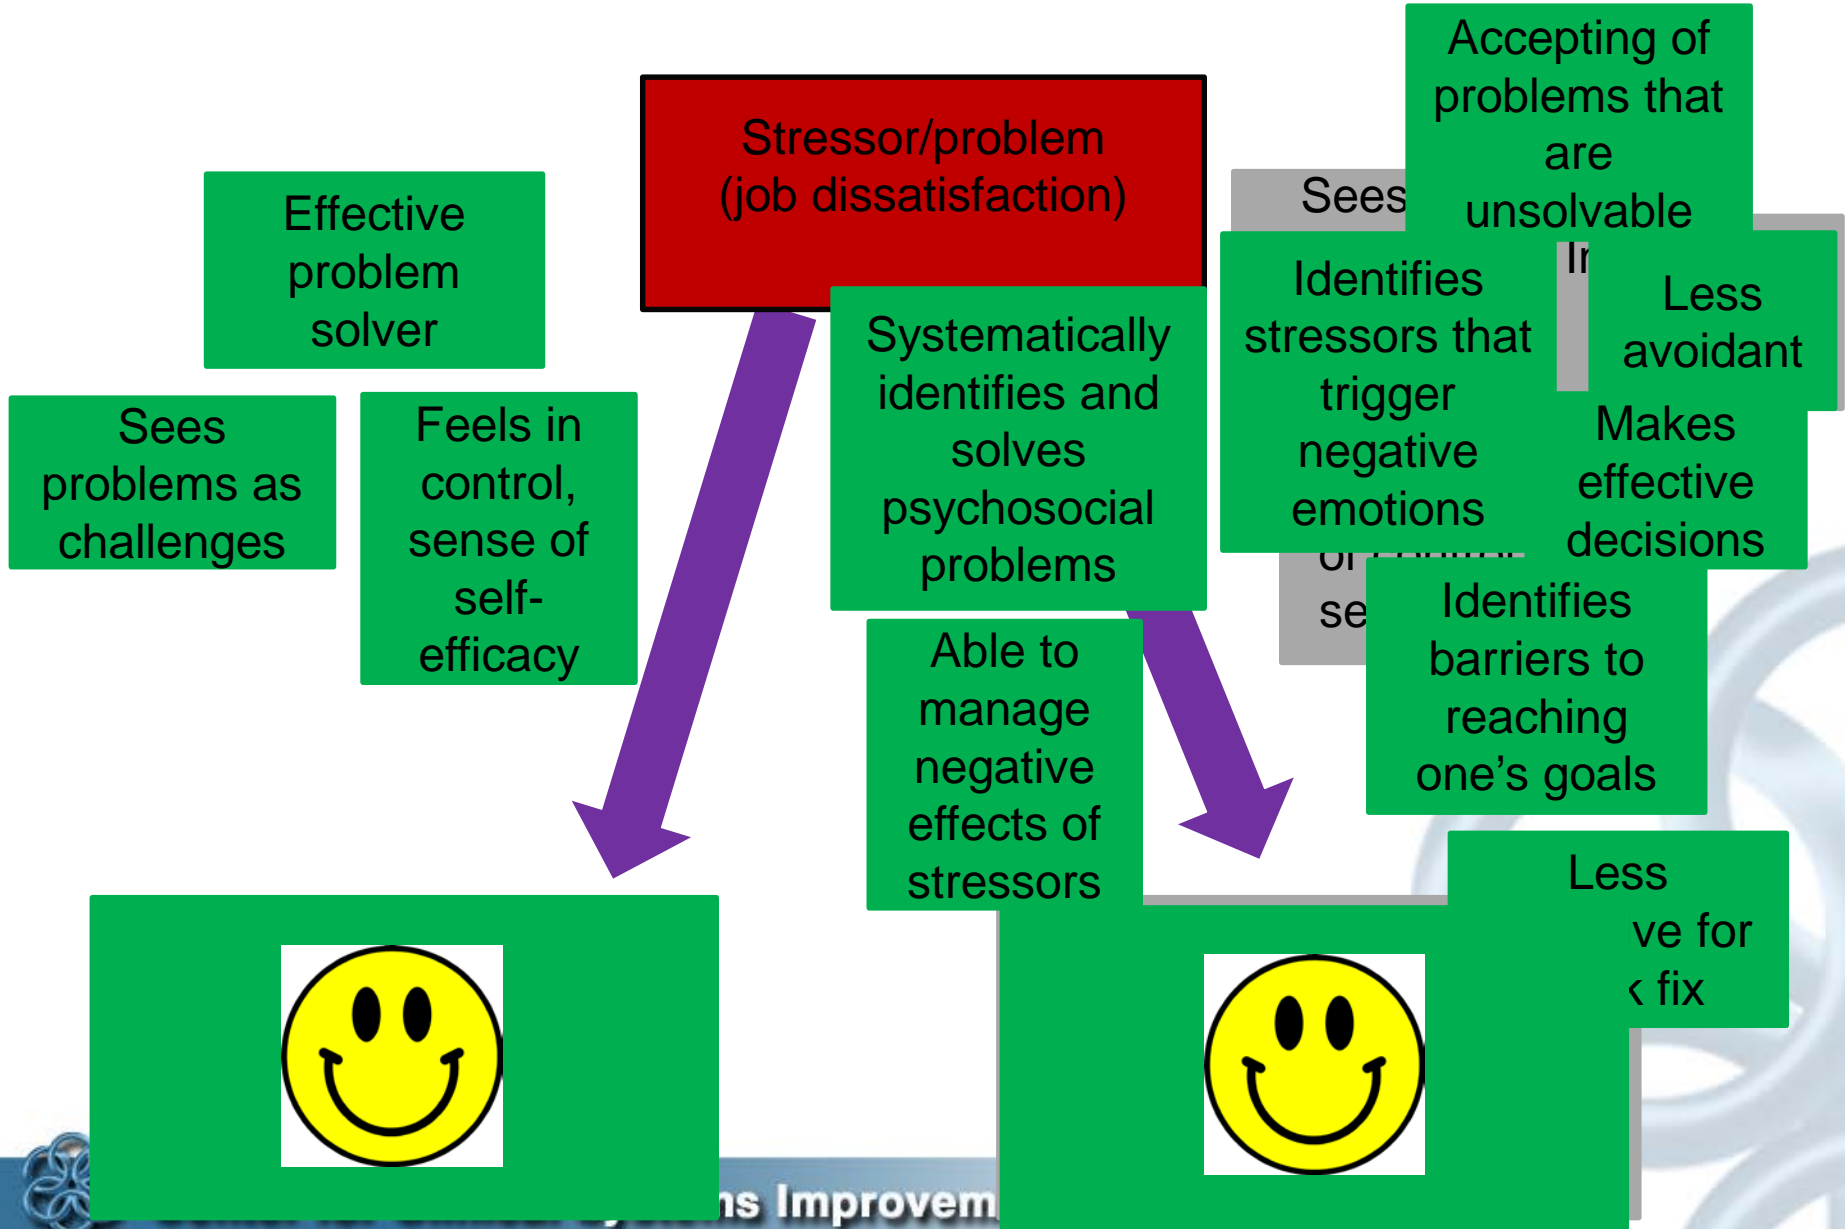 Stressor/problem
(job dissatisfaction)
Effective
problem
solver
Sees
problems as
challenges
Feels in
control,
sense of
self-
efficacy
Systematically
identifies and
solves
psychosocial
problems
Able to
manage
negative
effects of
stressors
Sees
Accepting of
problems that
are
unsolvable
Identifies
stressors that
trigger
negative
emotions
Less
avoidant
Makes
effective
decisions
of control
Identifies
barriers to
reaching
one’s goals
Less
for
fix
Improvem